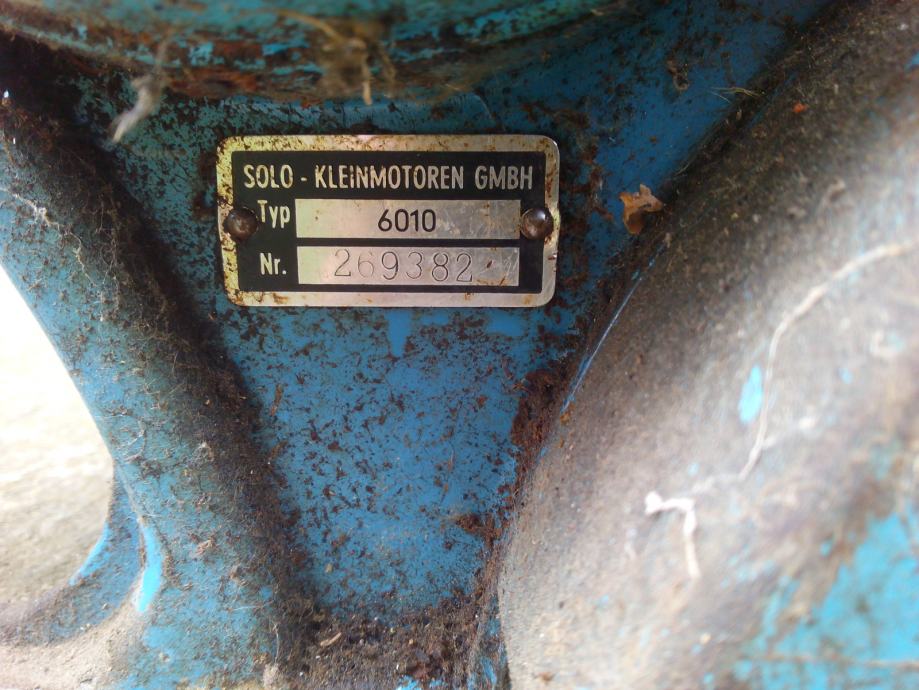 SOLO - KLEINMOTOREN GMBH
Typ 6010
Nr. 269382